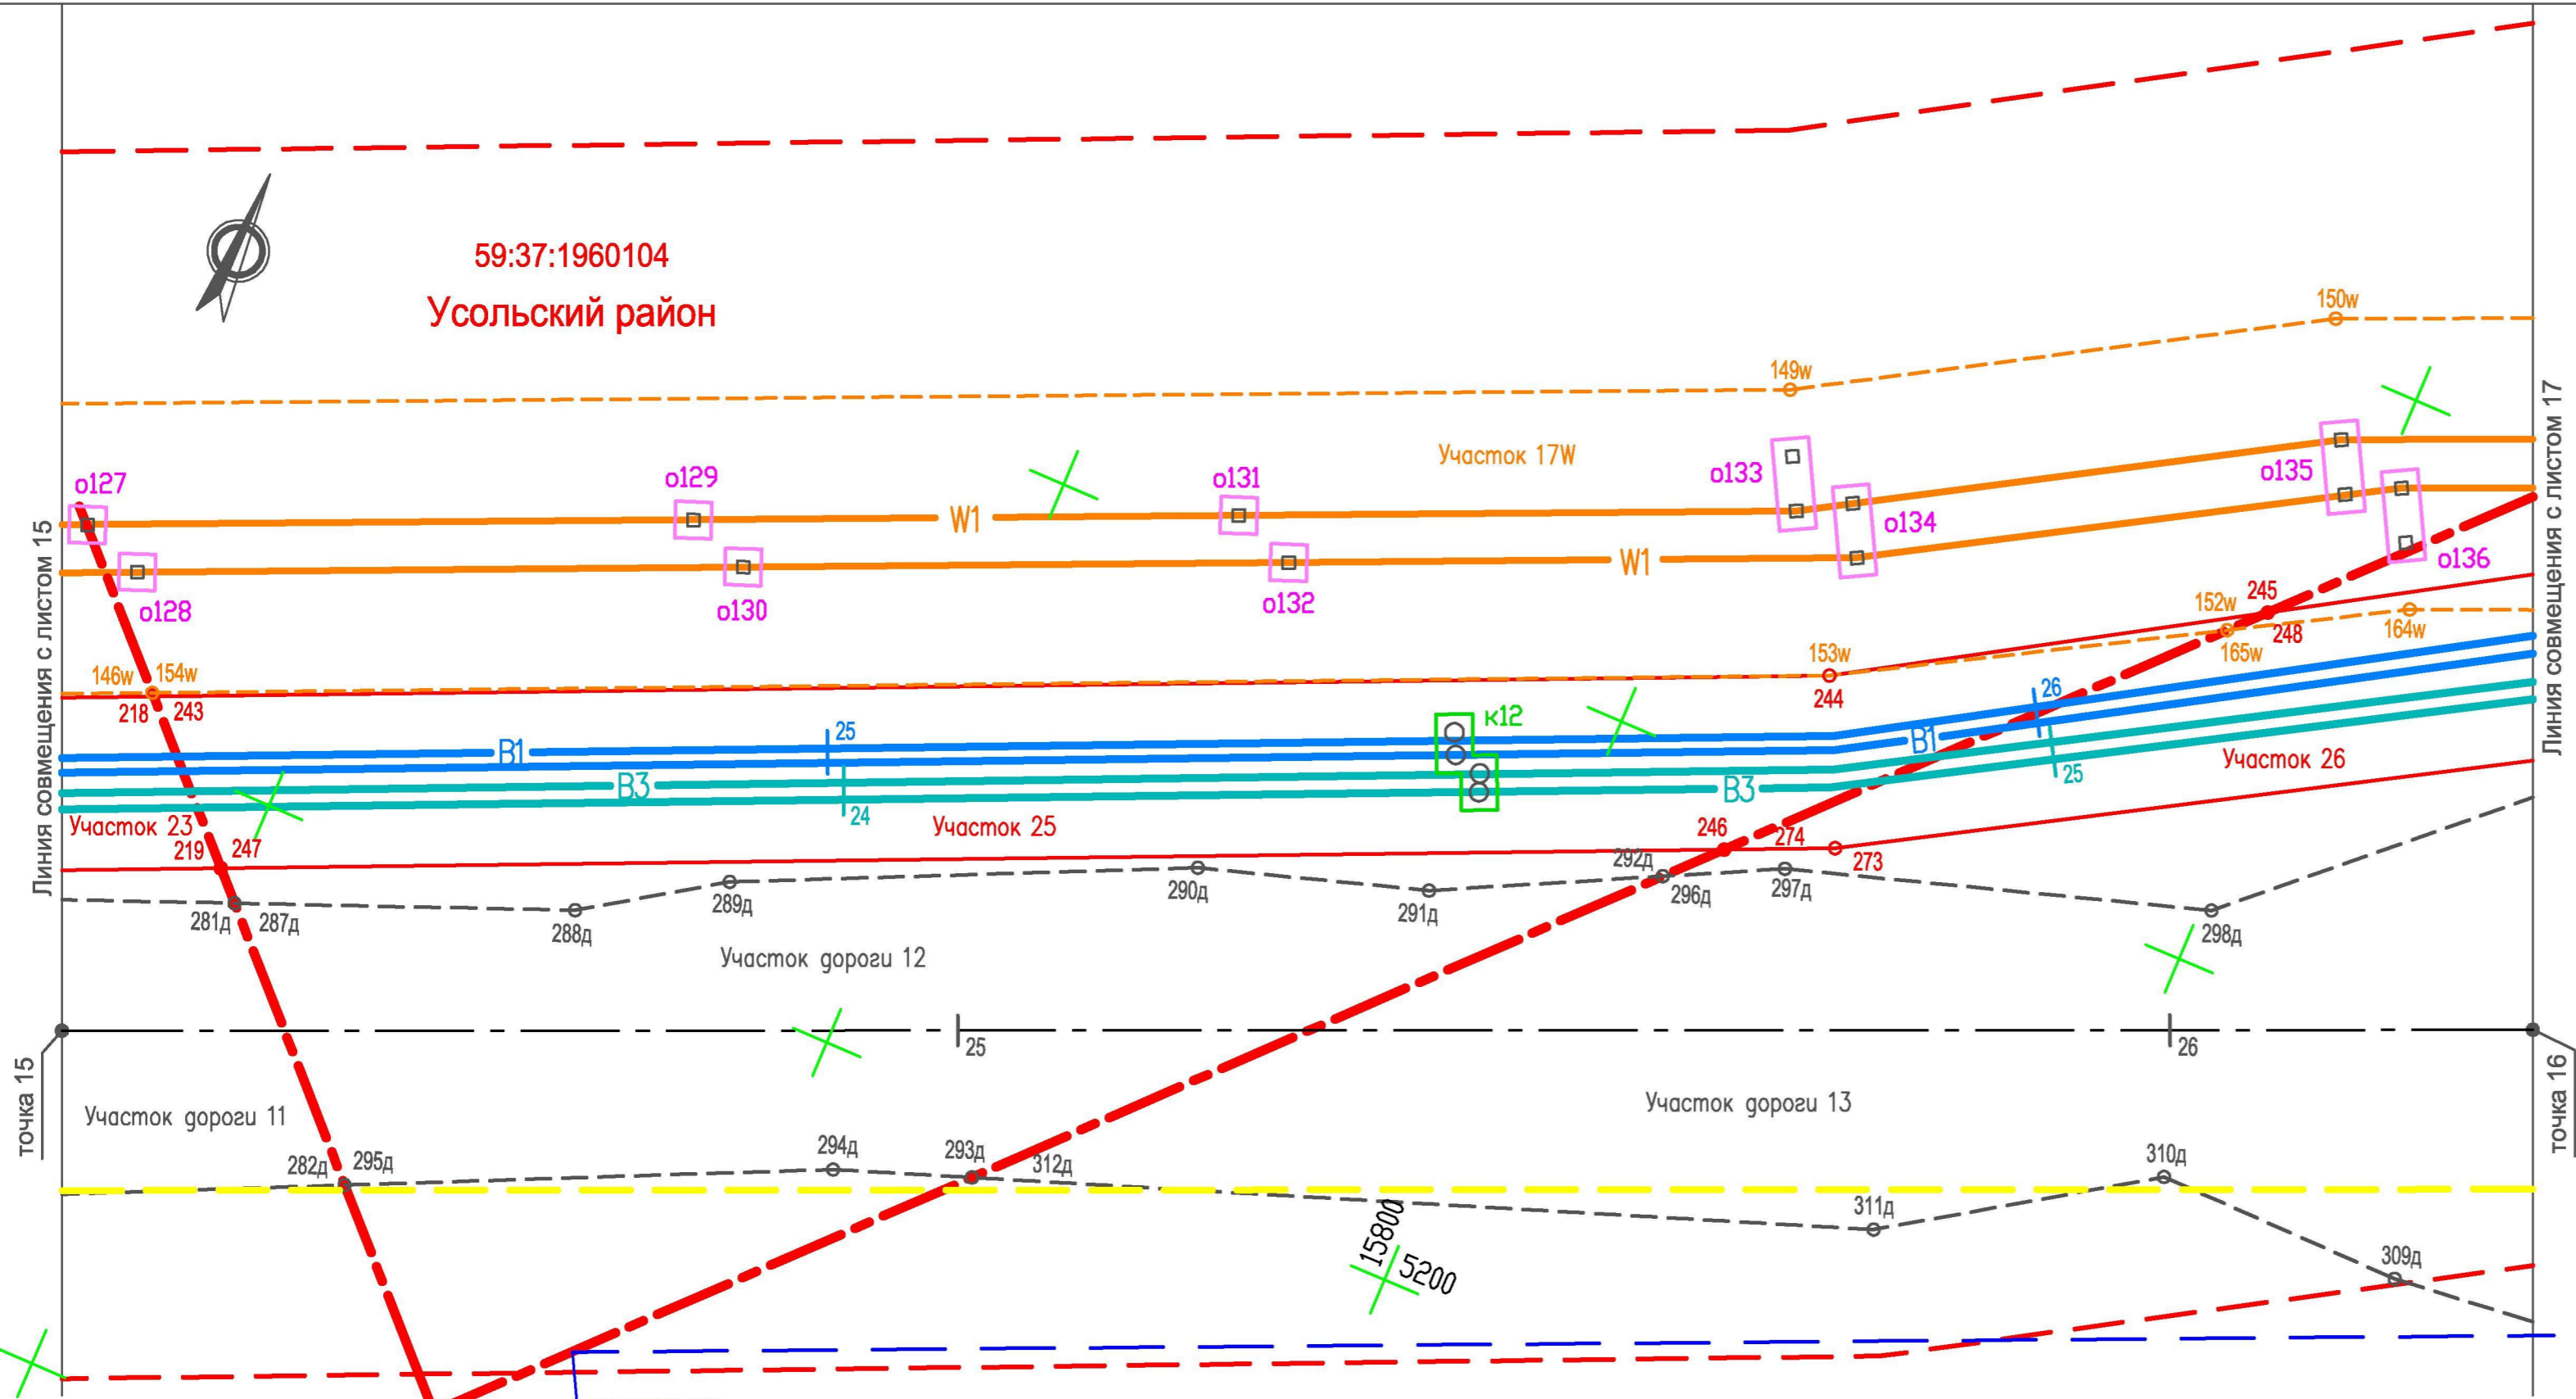 59:37:1960104
Усольский район
150w
149w
Линия совмещения с листом 15
Линия совмещения с листом 17
Участок 17W
о127
о129
о131
о133
о135
W1
о134
W1
о136
о128
о130
о132
152w
245
248
164w
165w
153w
244
146w
154w
218
243
26
к12
25
В1
В1
В3
В3
24
25
Участок 26
Участок 23
Участок 25
219
247
246
274
273
292д
296д
297д
281д
287д
288д
289д
290д
291д
298д
Участок дороги 12
25
26
точка 15
точка 16
Участок дороги 11
Участок дороги 13
282д
295д
294д
293д
312д
310д
311д
309д
15800
5200